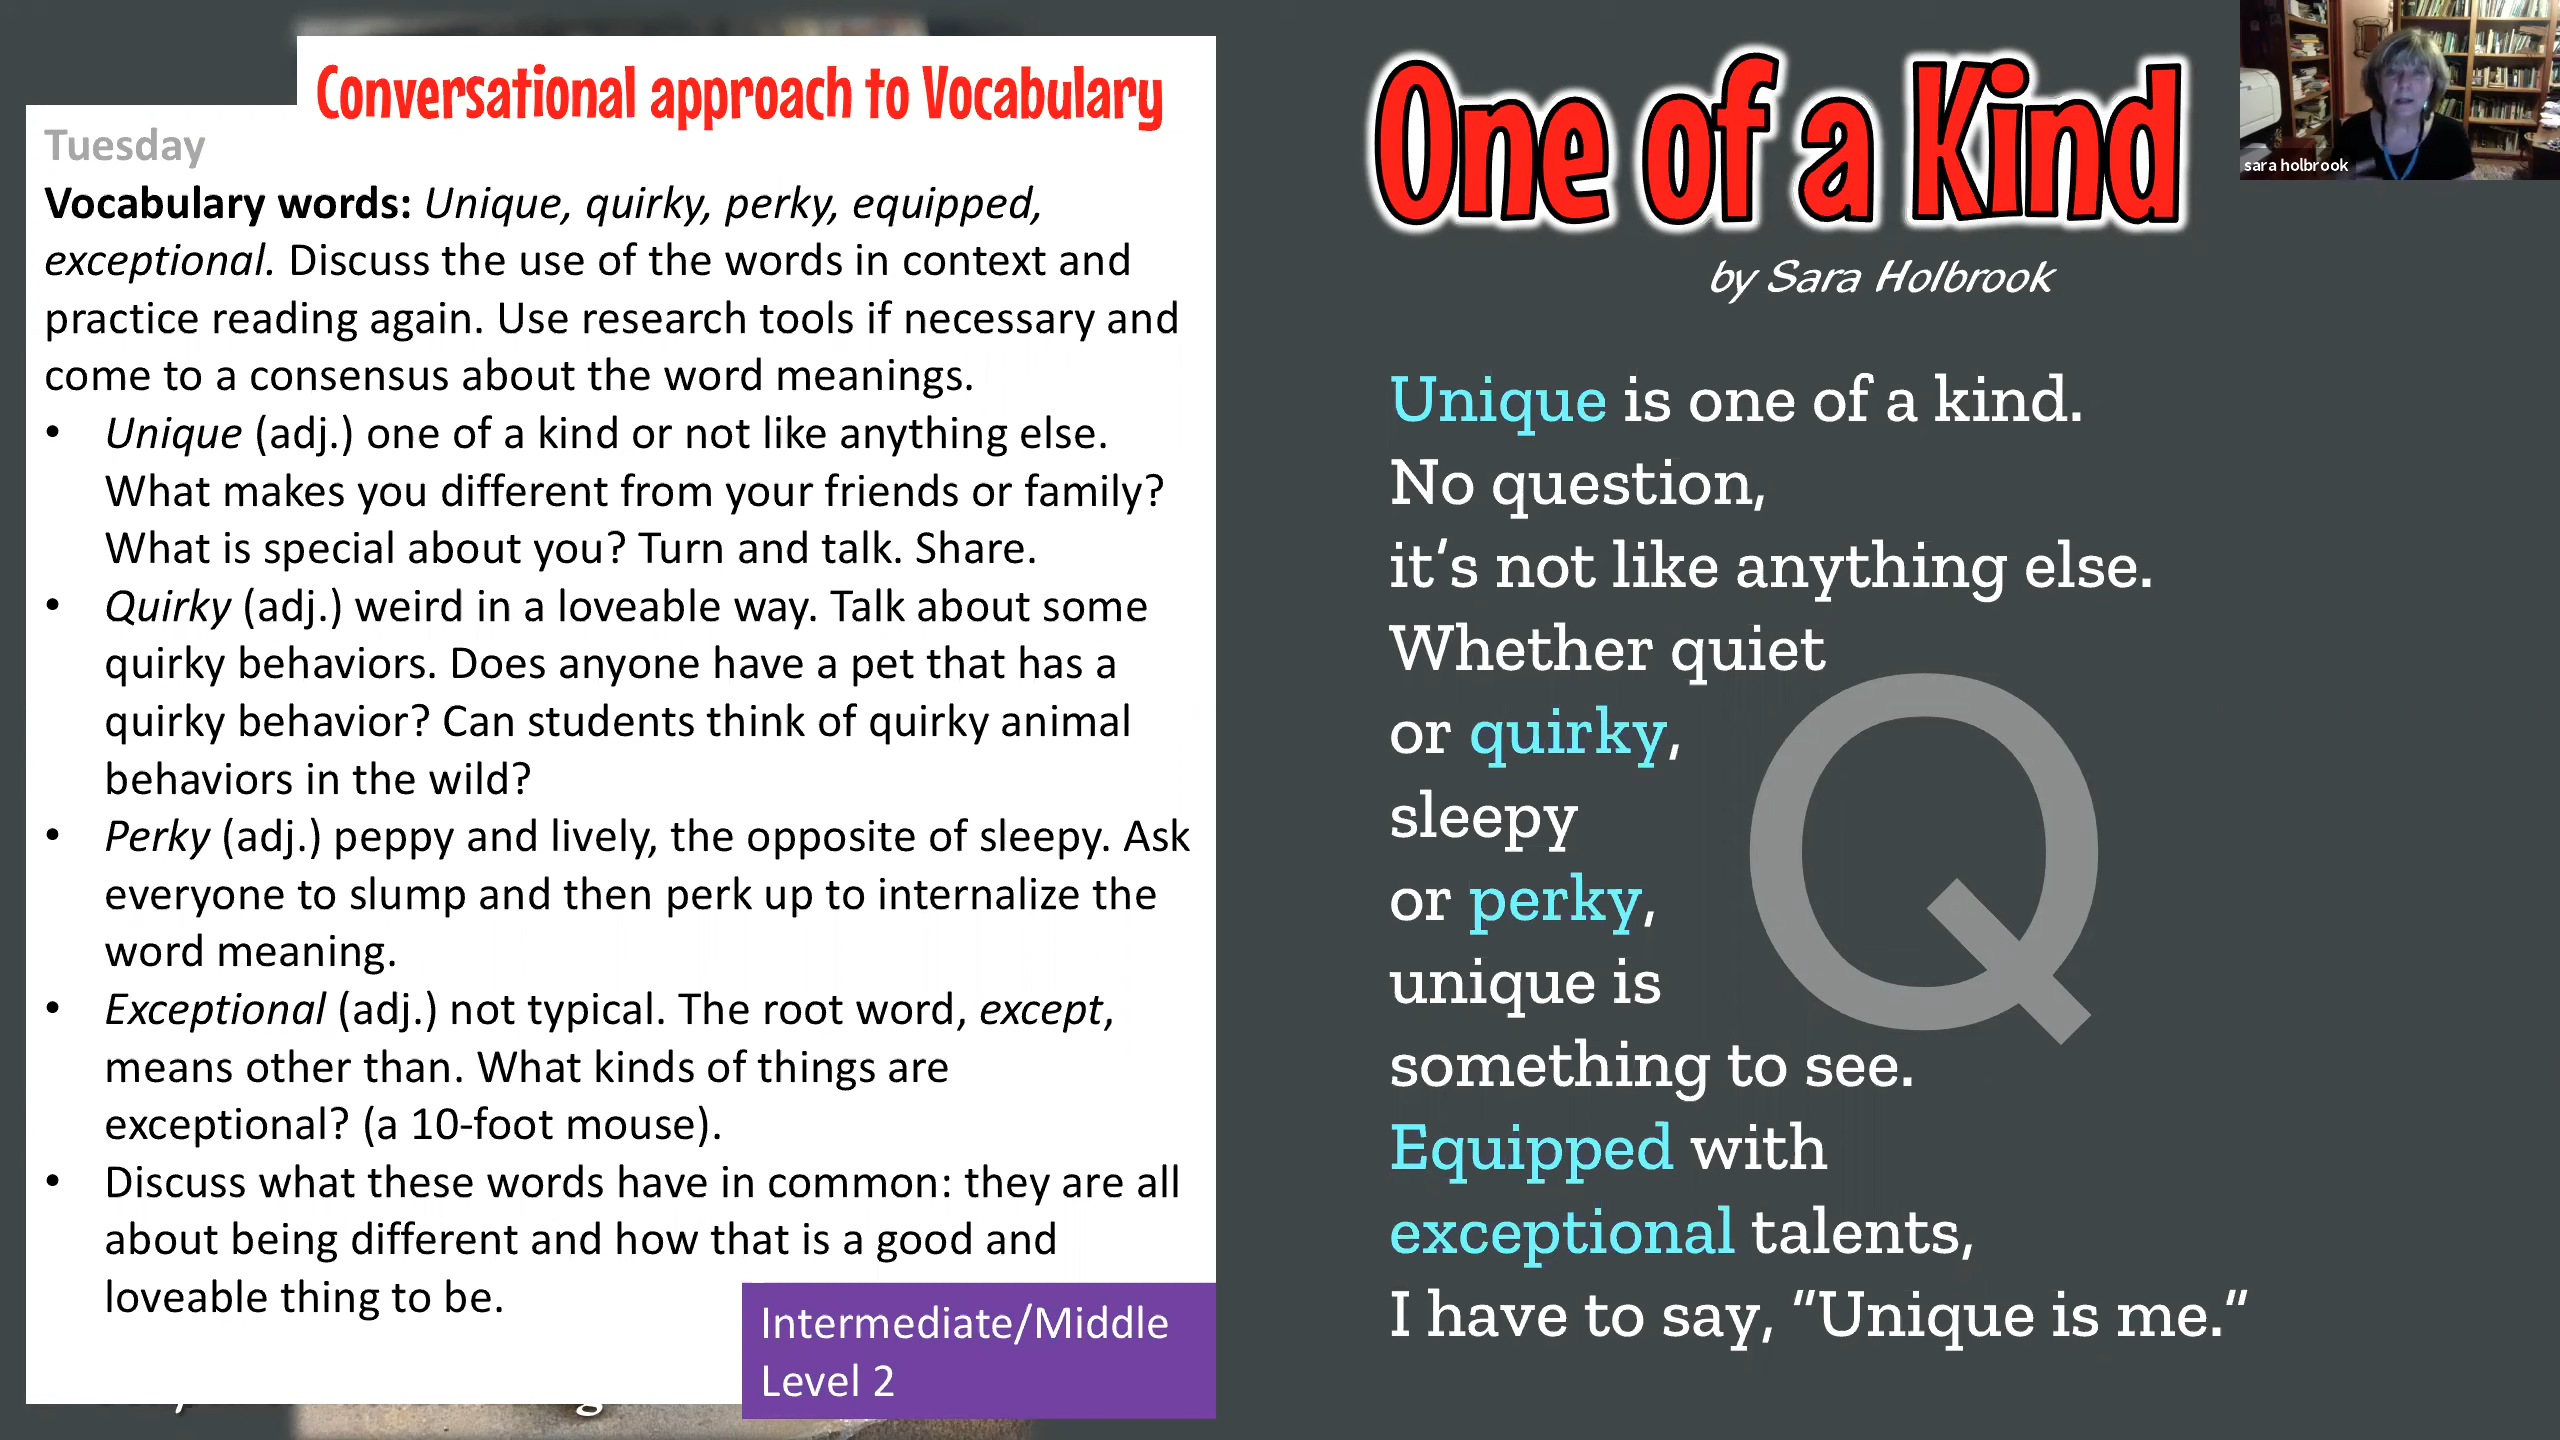 Conversational approach to Vocabulary
Tuesday
Vocabulary words: Unique, quirky, perky, equipped,
exceptional. Discuss the use of the words in context and
practice reading again. Use research tools if necessary and
come to a consensus about the word meanings.
• Unique (adj.) one of a kind or not like anything else.
What makes you different from your friends or family?
What is special about you? Turn and talk. Share.
• Quirky (adj.) weird in a loveable way. Talk about some
quirky behaviors. Does anyone have a pet that has a
quirky behavior? Can students think of quirky animal
behaviors in the wild?
• Perky (adj.) peppy and lively, the opposite of sleepy. Ask
everyone to slump and then perk up to internalize the
word meaning.
• Exceptional (adj.) not typical. The root word, except,
means other than. What kinds of things are
exceptional? (a 10-foot mouse).
• Discuss what these words have in common: they are all
about being different and how that is a good and
loveable thing to be.
Intermediate/Middle
Level 2
One of a Kind
by Sara Holbrook
Unique is one of a kind.
No question,
it's not like anything else.
Whether quiet
or quirky,
sleepy
or perky,
unique is
something to see.
Equipped with
exceptional talents,
I have to say, "Unique is me."
Q
sara holbrook